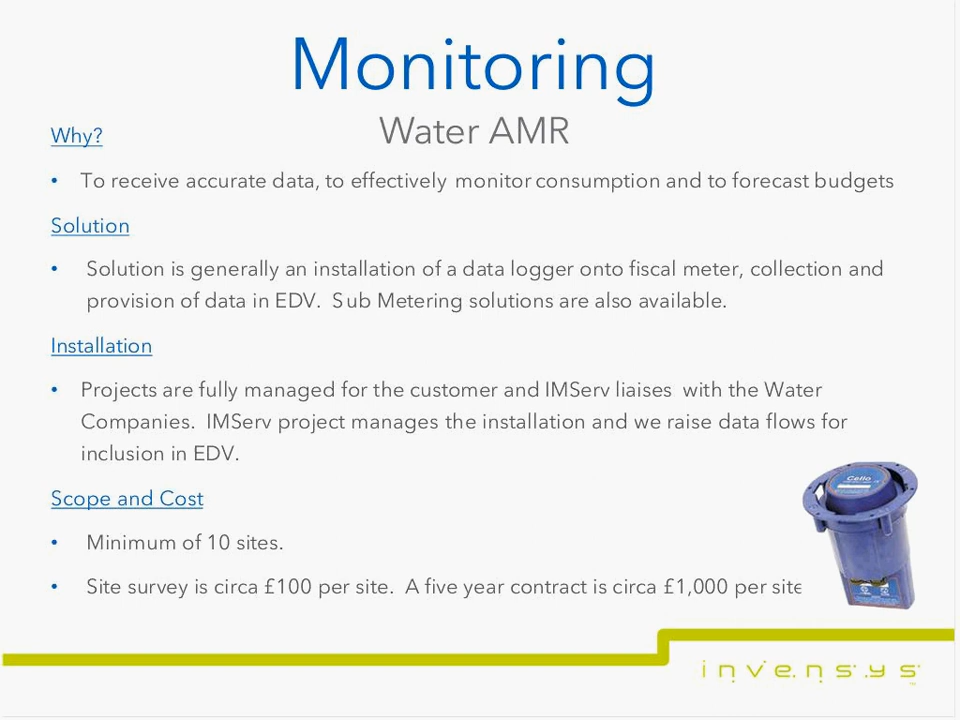 Monitoring
Water AMR
Why?
• To receive accurate data, to effectively monitor consumption and to forecast budgets
Solution
• Solution is generally an installation of a data logger onto fiscal meter, collection and
provision of data in EDV. Sub Metering solutions are also available.
Installation
• Projects are fully managed for the customer and IMServ liaises with the Water
Companies. IMServ project manages the installation and we raise data flows for
inclusion in EDV.
Scope and Cost
• Minimum of 10 sites.
• Site survey is circa £100 per site. A five year contract is circa £1,000 per site
Cello
invensys